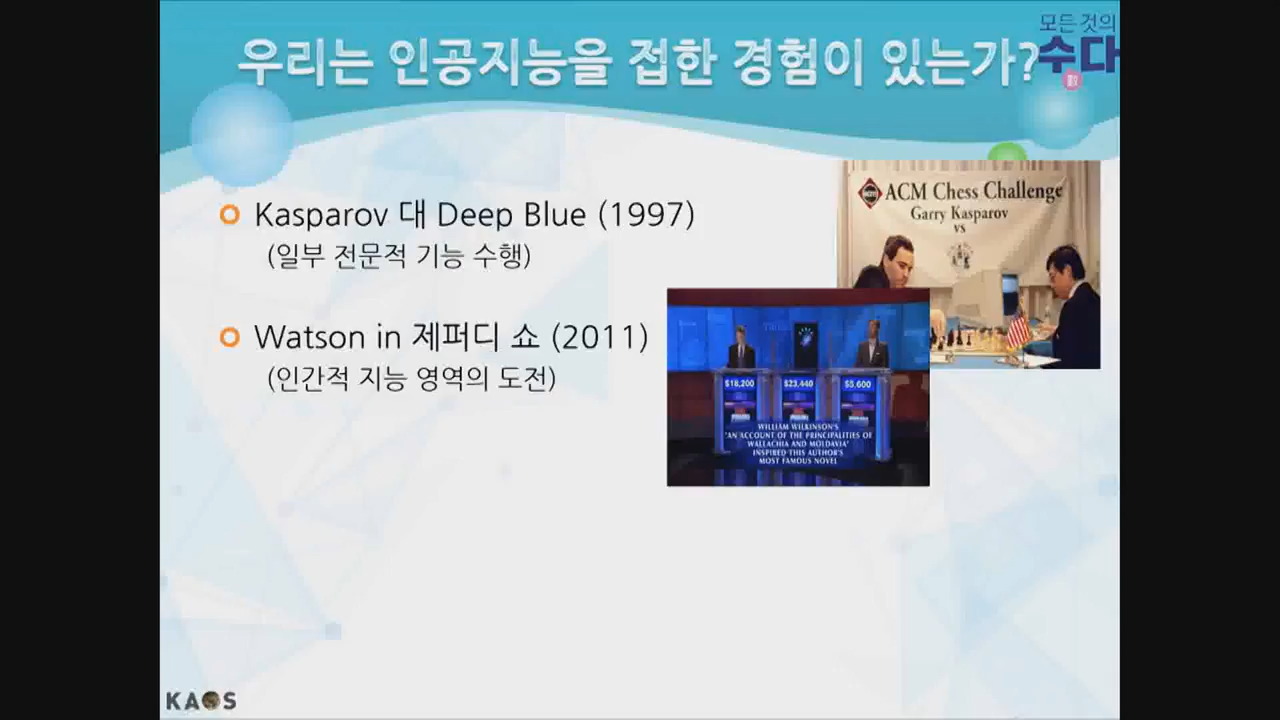 우리는 인공지능을 접한 경험이 있는가?
모든 것의
수다
Kasparov 대 Deep Blue (1997)
(일부 전문적 기능 수행)
Watson in 제퍼디 쇼 (2011)
(인간적 지능 영역의 도전)
ACM Chess Challenge
Garry Kasparov
vs
$18,200 $23,440 $5,600
WILLIAM WILKINSON'S
"AN ACCOUNT OF THE PRINCIPALITIES OF
WALLACHIA AND MOLDAVIA"
INSPIRED THIS AUTHOR'S
MOST FAMOUS NOVEL
KAOS